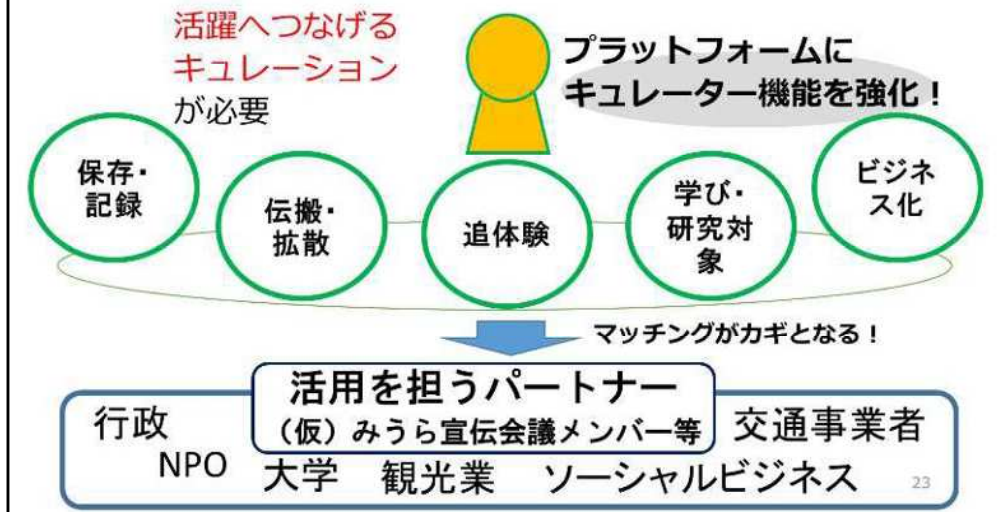 活躍へつなげる
キュレーション
が必要
プラットフォームに
キュレーター機能を強化！
保存・
記録
伝搬・
拡散
追体験
学び・
研究対
象
ビジネ
ス化
マッチングがカギとなる！
活用を担うパートナー
（仮）みうら宣伝会議メンバー等
行政
交通事業者
NPO
大学
観光業
ソーシャルビジネス
23